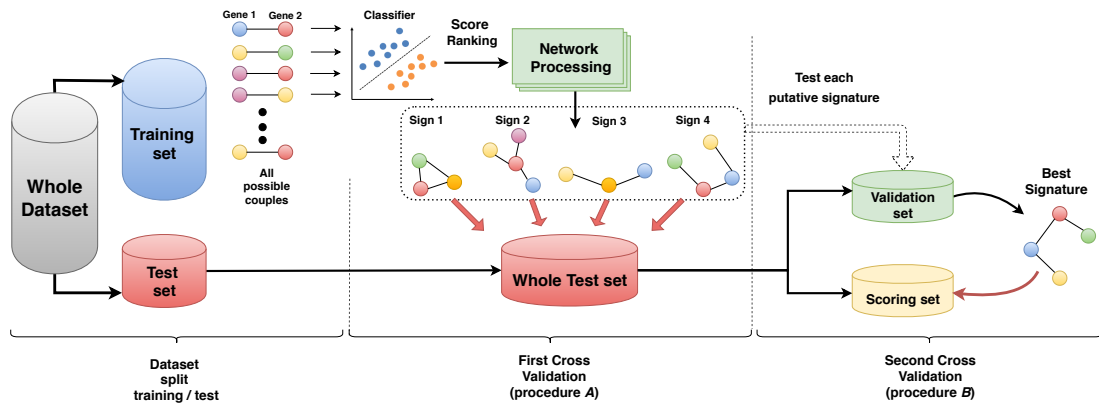 Gene 1
Gene 2
Classifier
Score
Ranking
Network
Processing
Test each
putative signature
Whole
Dataset
Training
set
All
possible
couples
Sign 1
Sign 2
Sign 3
Sign 4
Validation
set
Best
Signature
Test
set
Whole Test set
Scoring set
Dataset
split
training / test
First Cross
Validation
(procedure A)
Second Cross
Validation
(procedure B)